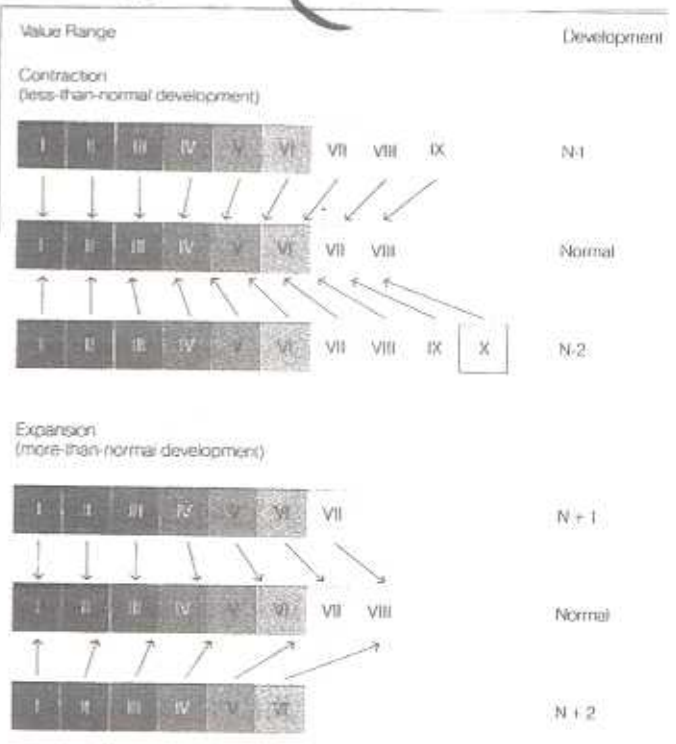 Value Range Development
Contraction
(less-than-normal development)
I II III IV V VI VII VIII IX N-1
I II III IV V VI VII VIII Normal
I II III IV V VI VII VIII IX X N-2
Expansion
(more-than-normal development)
I II III IV V VI VII N + 1
I II III IV V VI VII VIII Normal
I II III IV V VI N + 2